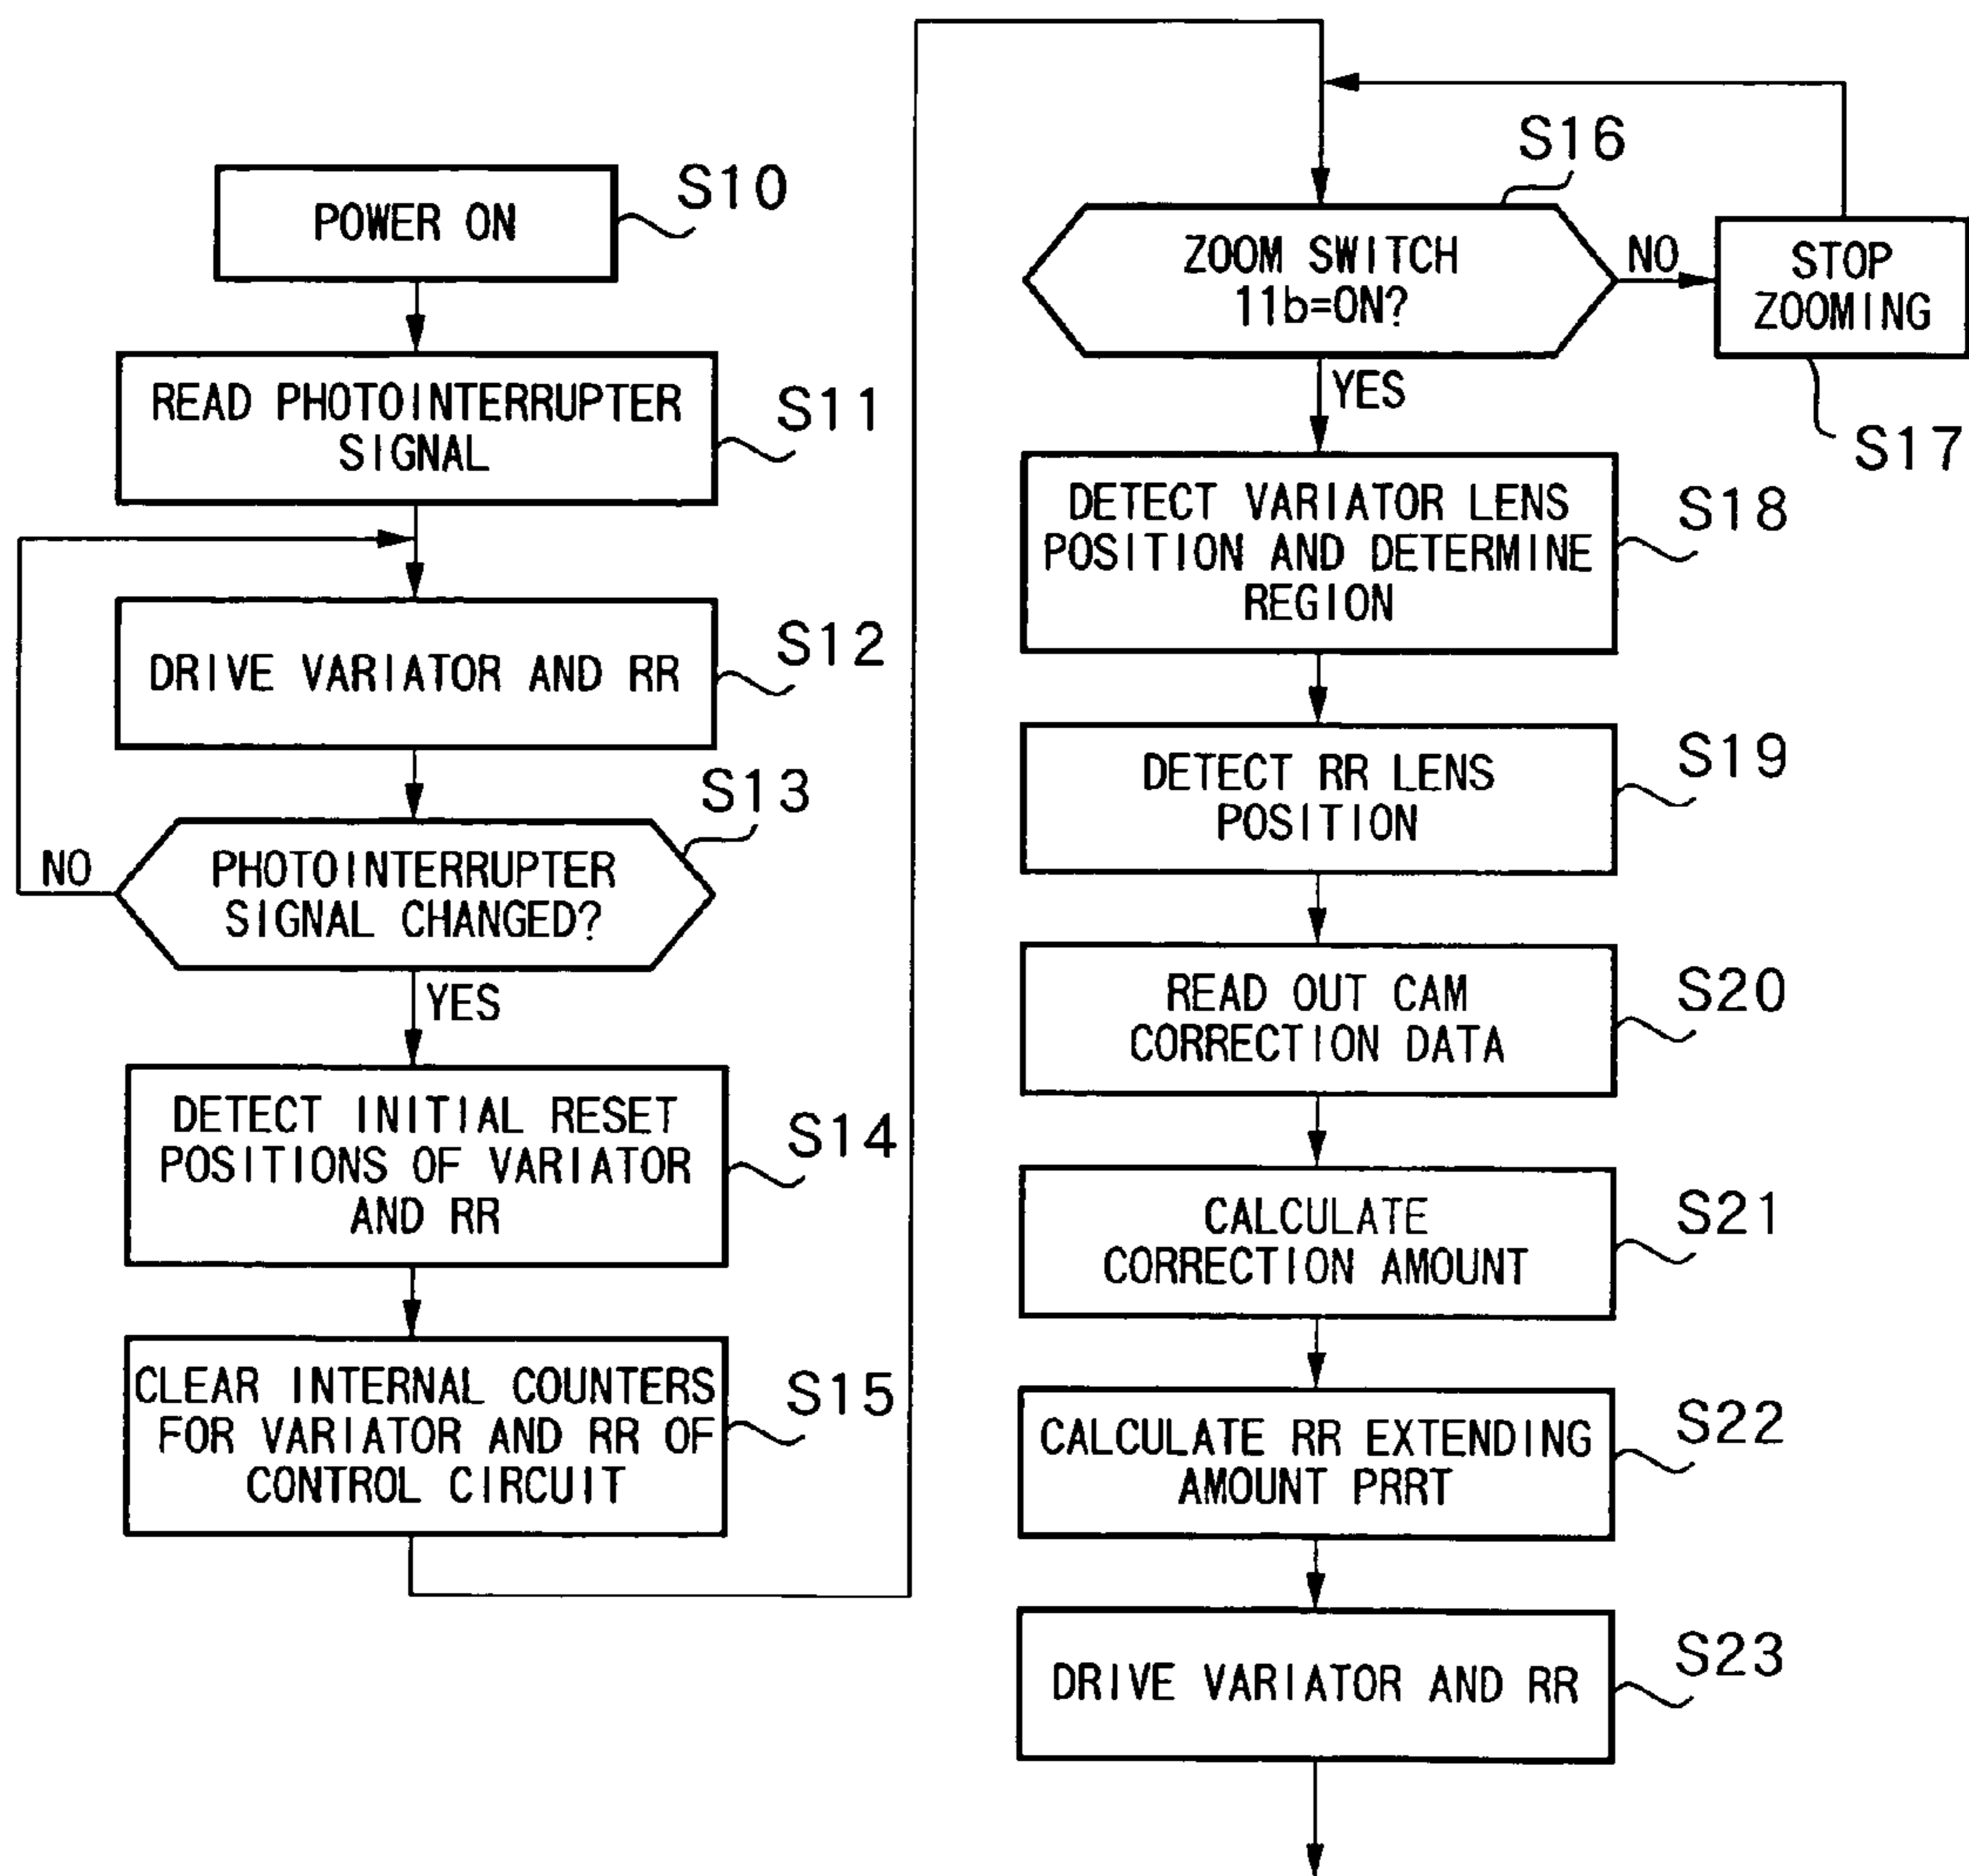 POWER ON
S10
READ PHOTOINTERRUPTER
SIGNAL
S11
DRIVE VARIATOR AND RR
S12
S13
NO
PHOTOINTERRUPTER
SIGNAL CHANGED?
YES
DETECT INITIAL RESET
POSITIONS OF VARIATOR
AND RR
S14
CLEAR INTERNAL COUNTERS
FOR VARIATOR AND RR OF
CONTROL CIRCUIT
S15
S16
ZOOM SWITCH
11b=ON?
NO
STOP
ZOOMING
S17
YES
DETECT VARIATOR LENS
POSITION AND DETERMINE
REGION
S18
DETECT RR LENS
POSITION
S19
READ OUT CAM
CORRECTION DATA
S20
CALCULATE
CORRECTION AMOUNT
S21
CALCULATE RR EXTENDING
AMOUNT PRRT
S22
DRIVE VARIATOR AND RR
S23